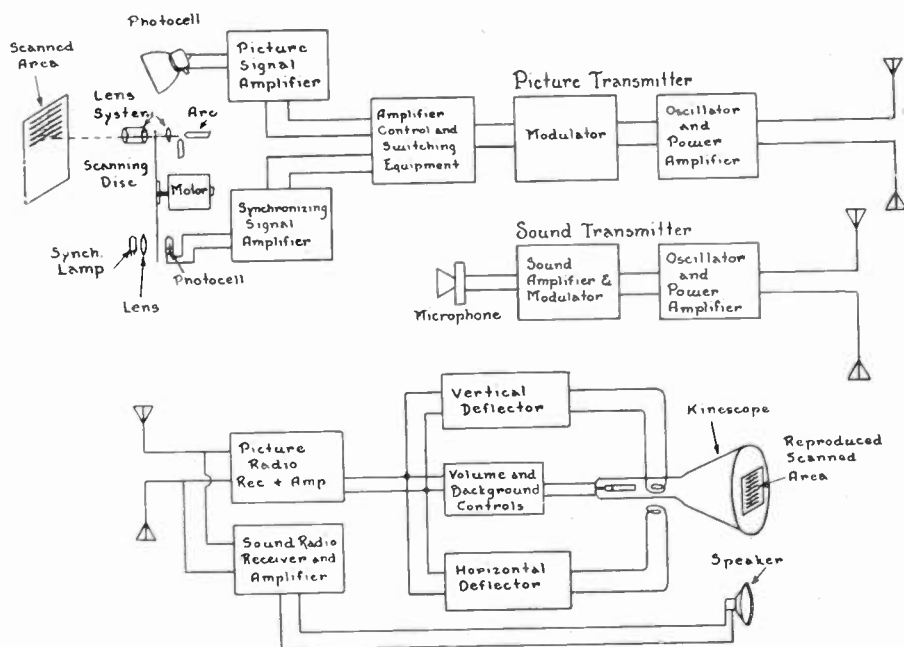 Photocell
Scanned
Area
Picture
Signal
Amplifier
Lens
System
Arc
Picture Transmitter
Amplifier
Control and
Switching
Equipment
Modulator
Oscillator
and
Power
Amplifier
Scanning
Disc
Motor
Synchronizing
Signal
Amplifier
Synch.
Lamp
Photocell
Lens
Sound Transmitter
Sound
Amplifier &
Modulator
Oscillator
and
Power
Amplifier
Microphone
Vertical
Deflector
Kinescope
Reproduced
Scanned
Area
Picture
Radio
Rec + Amp
Volume and
Background
Controls
Sound Radio
Receiver and
Amplifier
Horizontal
Deflector
Speaker